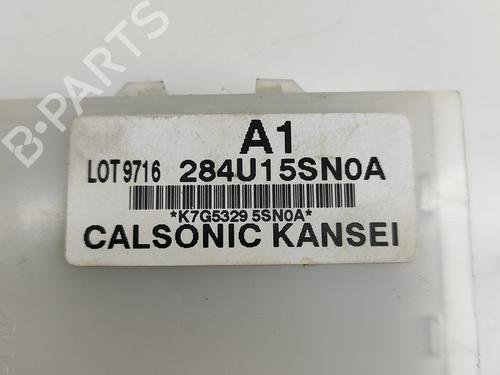 B-PARTS
A1
LOT 9716 284U15SN0A
*K7G5329 5SN0A*
CALSONIC KANSEI